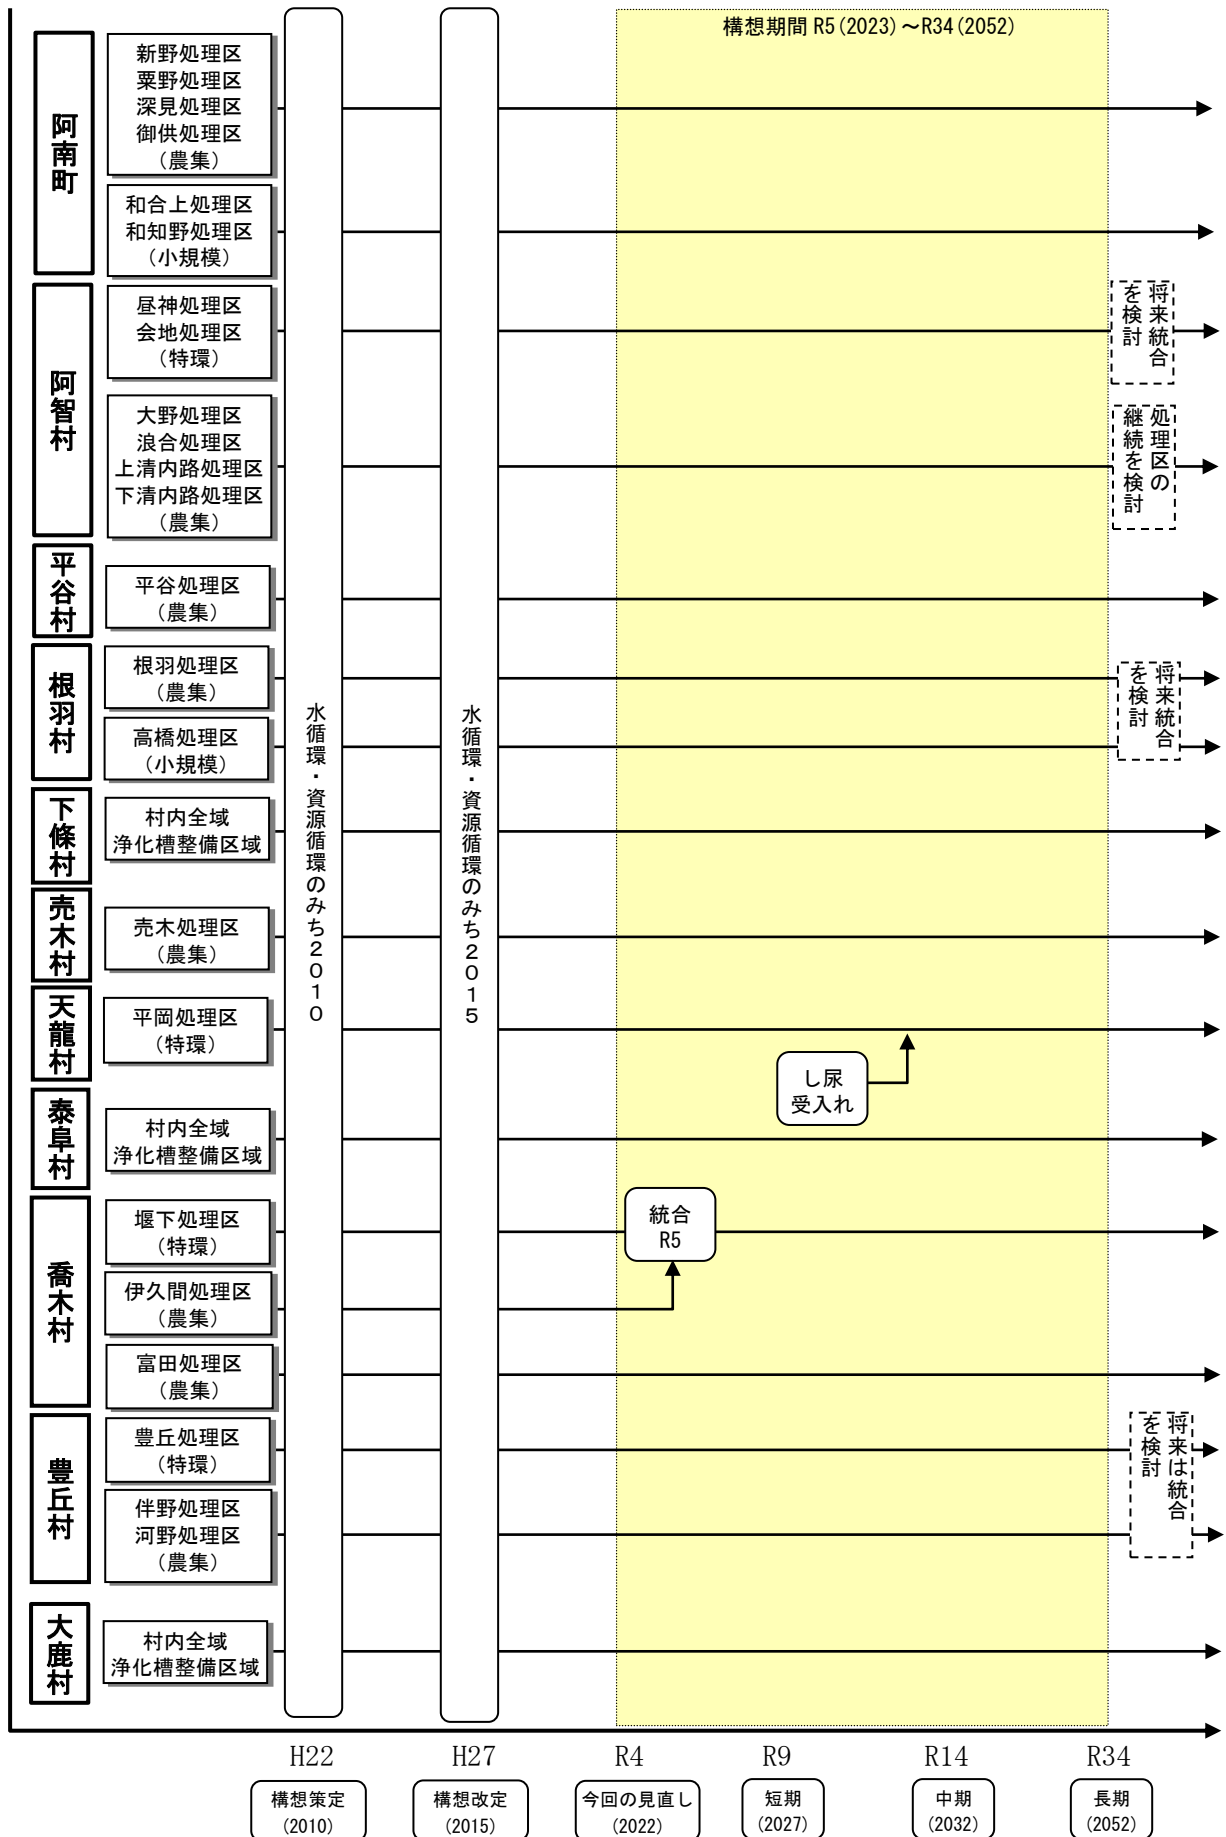 構想期間 R5(2023)～R34(2052)
阿南町
新野処理区
粟野処理区
深見処理区
御供処理区
（農集）
和合上処理区
和知野処理区
（小規模）
阿智村
昼神処理区
会地処理区
（特環）
将来統合
を検討
大野処理区
浪合処理区
上清内路処理区
下清内路処理区
（農集）
処理区の
継続を検討
平谷村
平谷処理区
（農集）
根羽村
根羽処理区
（農集）
高橋処理区
（小規模）
将来統合
を検討
水循環・資源循環のみち２０１０
水循環・資源循環のみち２０１５
下條村
村内全域
浄化槽整備区域
売木村
売木処理区
（農集）
天龍村
平岡処理区
（特環）
し尿
受入れ
泰阜村
村内全域
浄化槽整備区域
喬木村
堰下処理区
（特環）
統合
R5
伊久間処理区
（農集）
富田処理区
（農集）
豊丘村
豊丘処理区
（特環）
伴野処理区
河野処理区
（農集）
将来は統合
を検討
大鹿村
村内全域
浄化槽整備区域
H22
H27
R4
R9
R14
R34
構想策定
(2010)
構想改定
(2015)
今回の見直し
(2022)
短期
(2027)
中期
(2032)
長期
(2052)